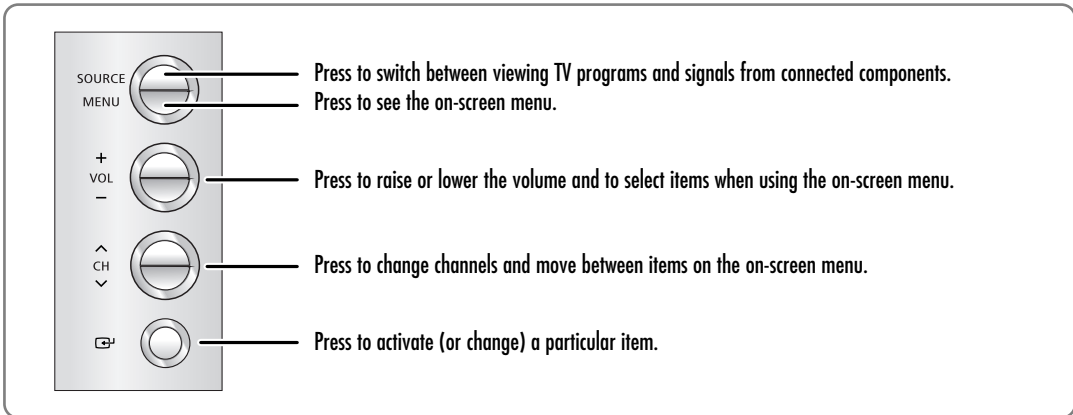 SOURCE
Press to switch between viewing TV programs and signals from connected components.
MENU
Press to see the on-screen menu.
+
VOL
−
Press to raise or lower the volume and to select items when using the on-screen menu.
CH
Press to change channels and move between items on the on-screen menu.
Press to activate (or change) a particular item.